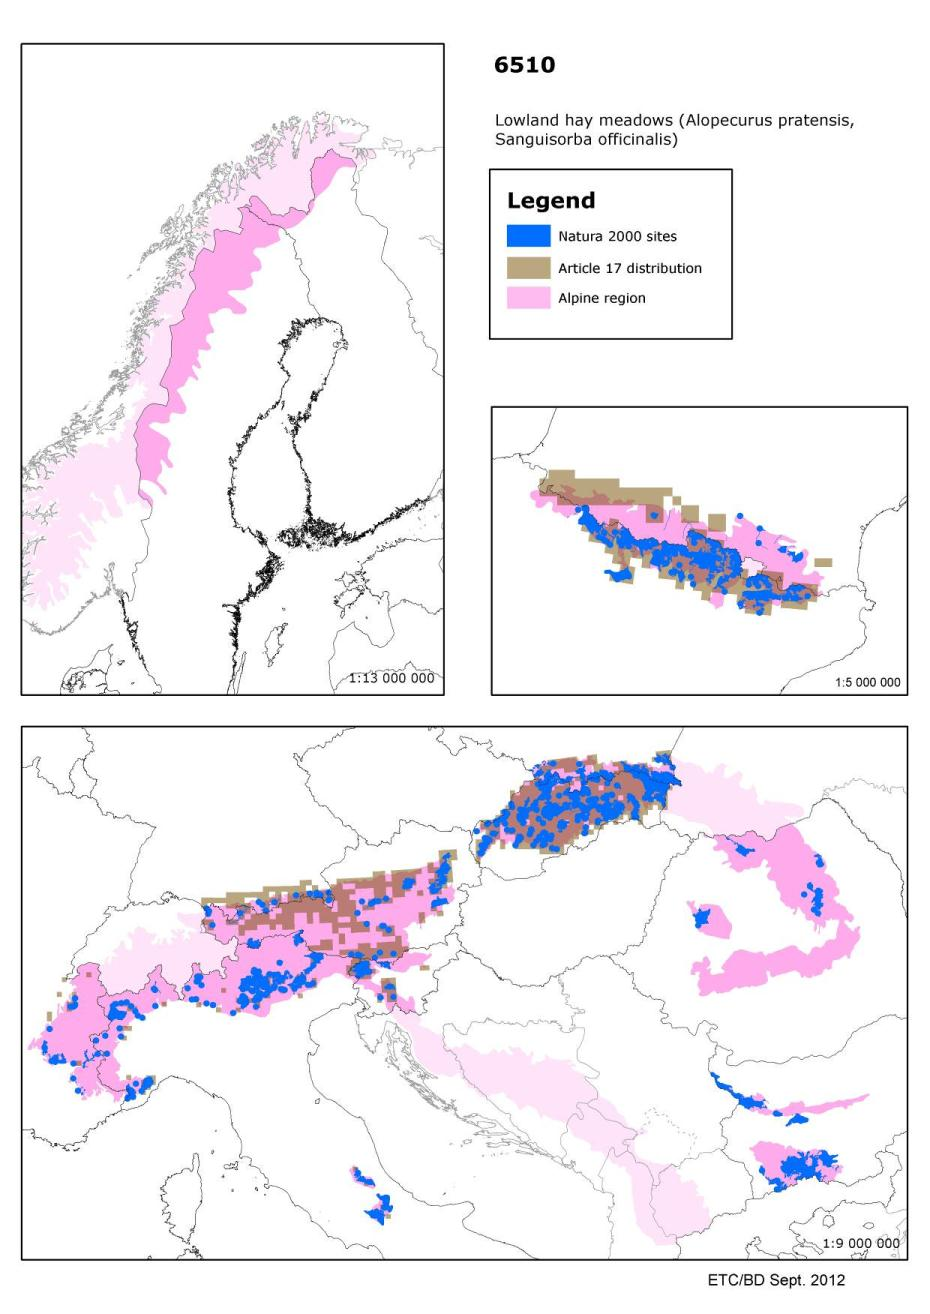 6510
Lowland hay meadows (Alopecurus pratensis,
Sanguisorba officinalis)
Legend
Natura 2000 sites
Article 17 distribution
Alpine region
1:13 000 000
1:5 000 000
1:9 000 000
ETC/BD Sept. 2012